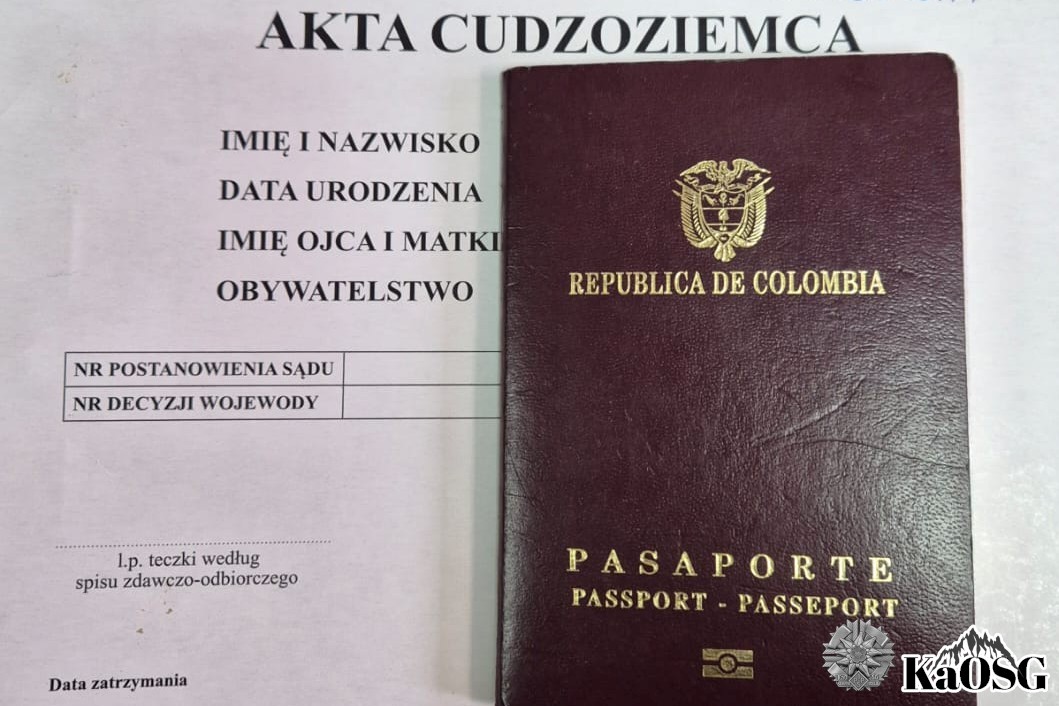 AKTA CUDZOZIEMCA
IMIĘ I NAZWISKO
DATA URODZENIA
IMIĘ OJCA I MATKI
OBYWATELSTWO
NR POSTANOWIENIA SĄDU
NR DECYZJI WOJEWODY
l.p. teczki według
spisu zdawczo-odbiorczego
Data zatrzymania
REPUBLICA DE COLOMBIA
PASAPORTE
PASSPORT - PASSEPORT
KaOSG